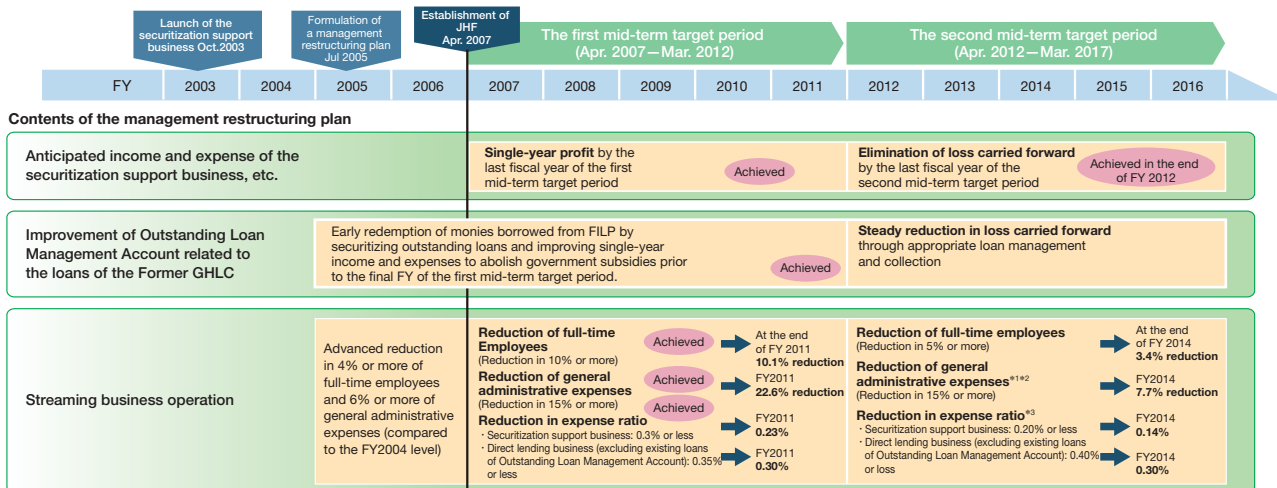 Launch of the
securitization support
business Oct.2003
Formulation of
a management
restructuring plan
Jul 2005
Establishment of
JHF
Apr. 2007
The first mid-term target period
(Apr. 2007—Mar. 2012)
The second mid-term target period
(Apr. 2012—Mar. 2017)
FY 2003 2004 2005 2006 2007 2008 2009 2010 2011 2012 2013 2014 2015 2016
Contents of the management restructuring plan
Anticipated income and expense of the
securitization support business, etc.
Single-year profit by the
last fiscal year of the first
mid-term target period
Achieved
Elimination of loss carried forward
by the last fiscal year of the
second mid-term target period
Achieved in the end
of FY 2012
Improvement of Outstanding Loan
Management Account related to
the loans of the Former GHLC
Early redemption of monies borrowed from FILP by
securitizing outstanding loans and improving single-year
income and expenses to abolish government subsidies prior
to the final FY of the first mid-term target period.
Achieved
Steady reduction in loss carried forward
through appropriate loan management
and collection
Streaming business operation
Advanced reduction
in 4% or more of
full-time employees
and 6% or more of
general administrative
expenses (compared
to the FY2004 level)
Reduction of full-time
Employees
(Reduction in 10% or more)
Achieved
At the end
of FY 2011
10.1% reduction
Reduction of general
administrative expenses
(Reduction in 15% or more)
Achieved
FY2011
22.6% reduction
Achieved
Reduction in expense ratio
· Securitization support business: 0.3% or less
· Direct lending business (excluding existing loans
of Outstanding Loan Management Account): 0.35%
or less
FY2011
0.23%
FY2011
0.30%
Reduction of full-time employees
(Reduction in 5% or more)
At the end
of FY 2014
3.4% reduction
Reduction of general
administrative expenses*1*2
(Reduction in 15% or more)
FY2014
7.7% reduction
Reduction in expense ratio*3
· Securitization support business: 0.20% or less
· Direct lending business (excluding existing loans
of Outstanding Loan Management Account): 0.40%
or loss
FY2014
0.14%
FY2014
0.30%